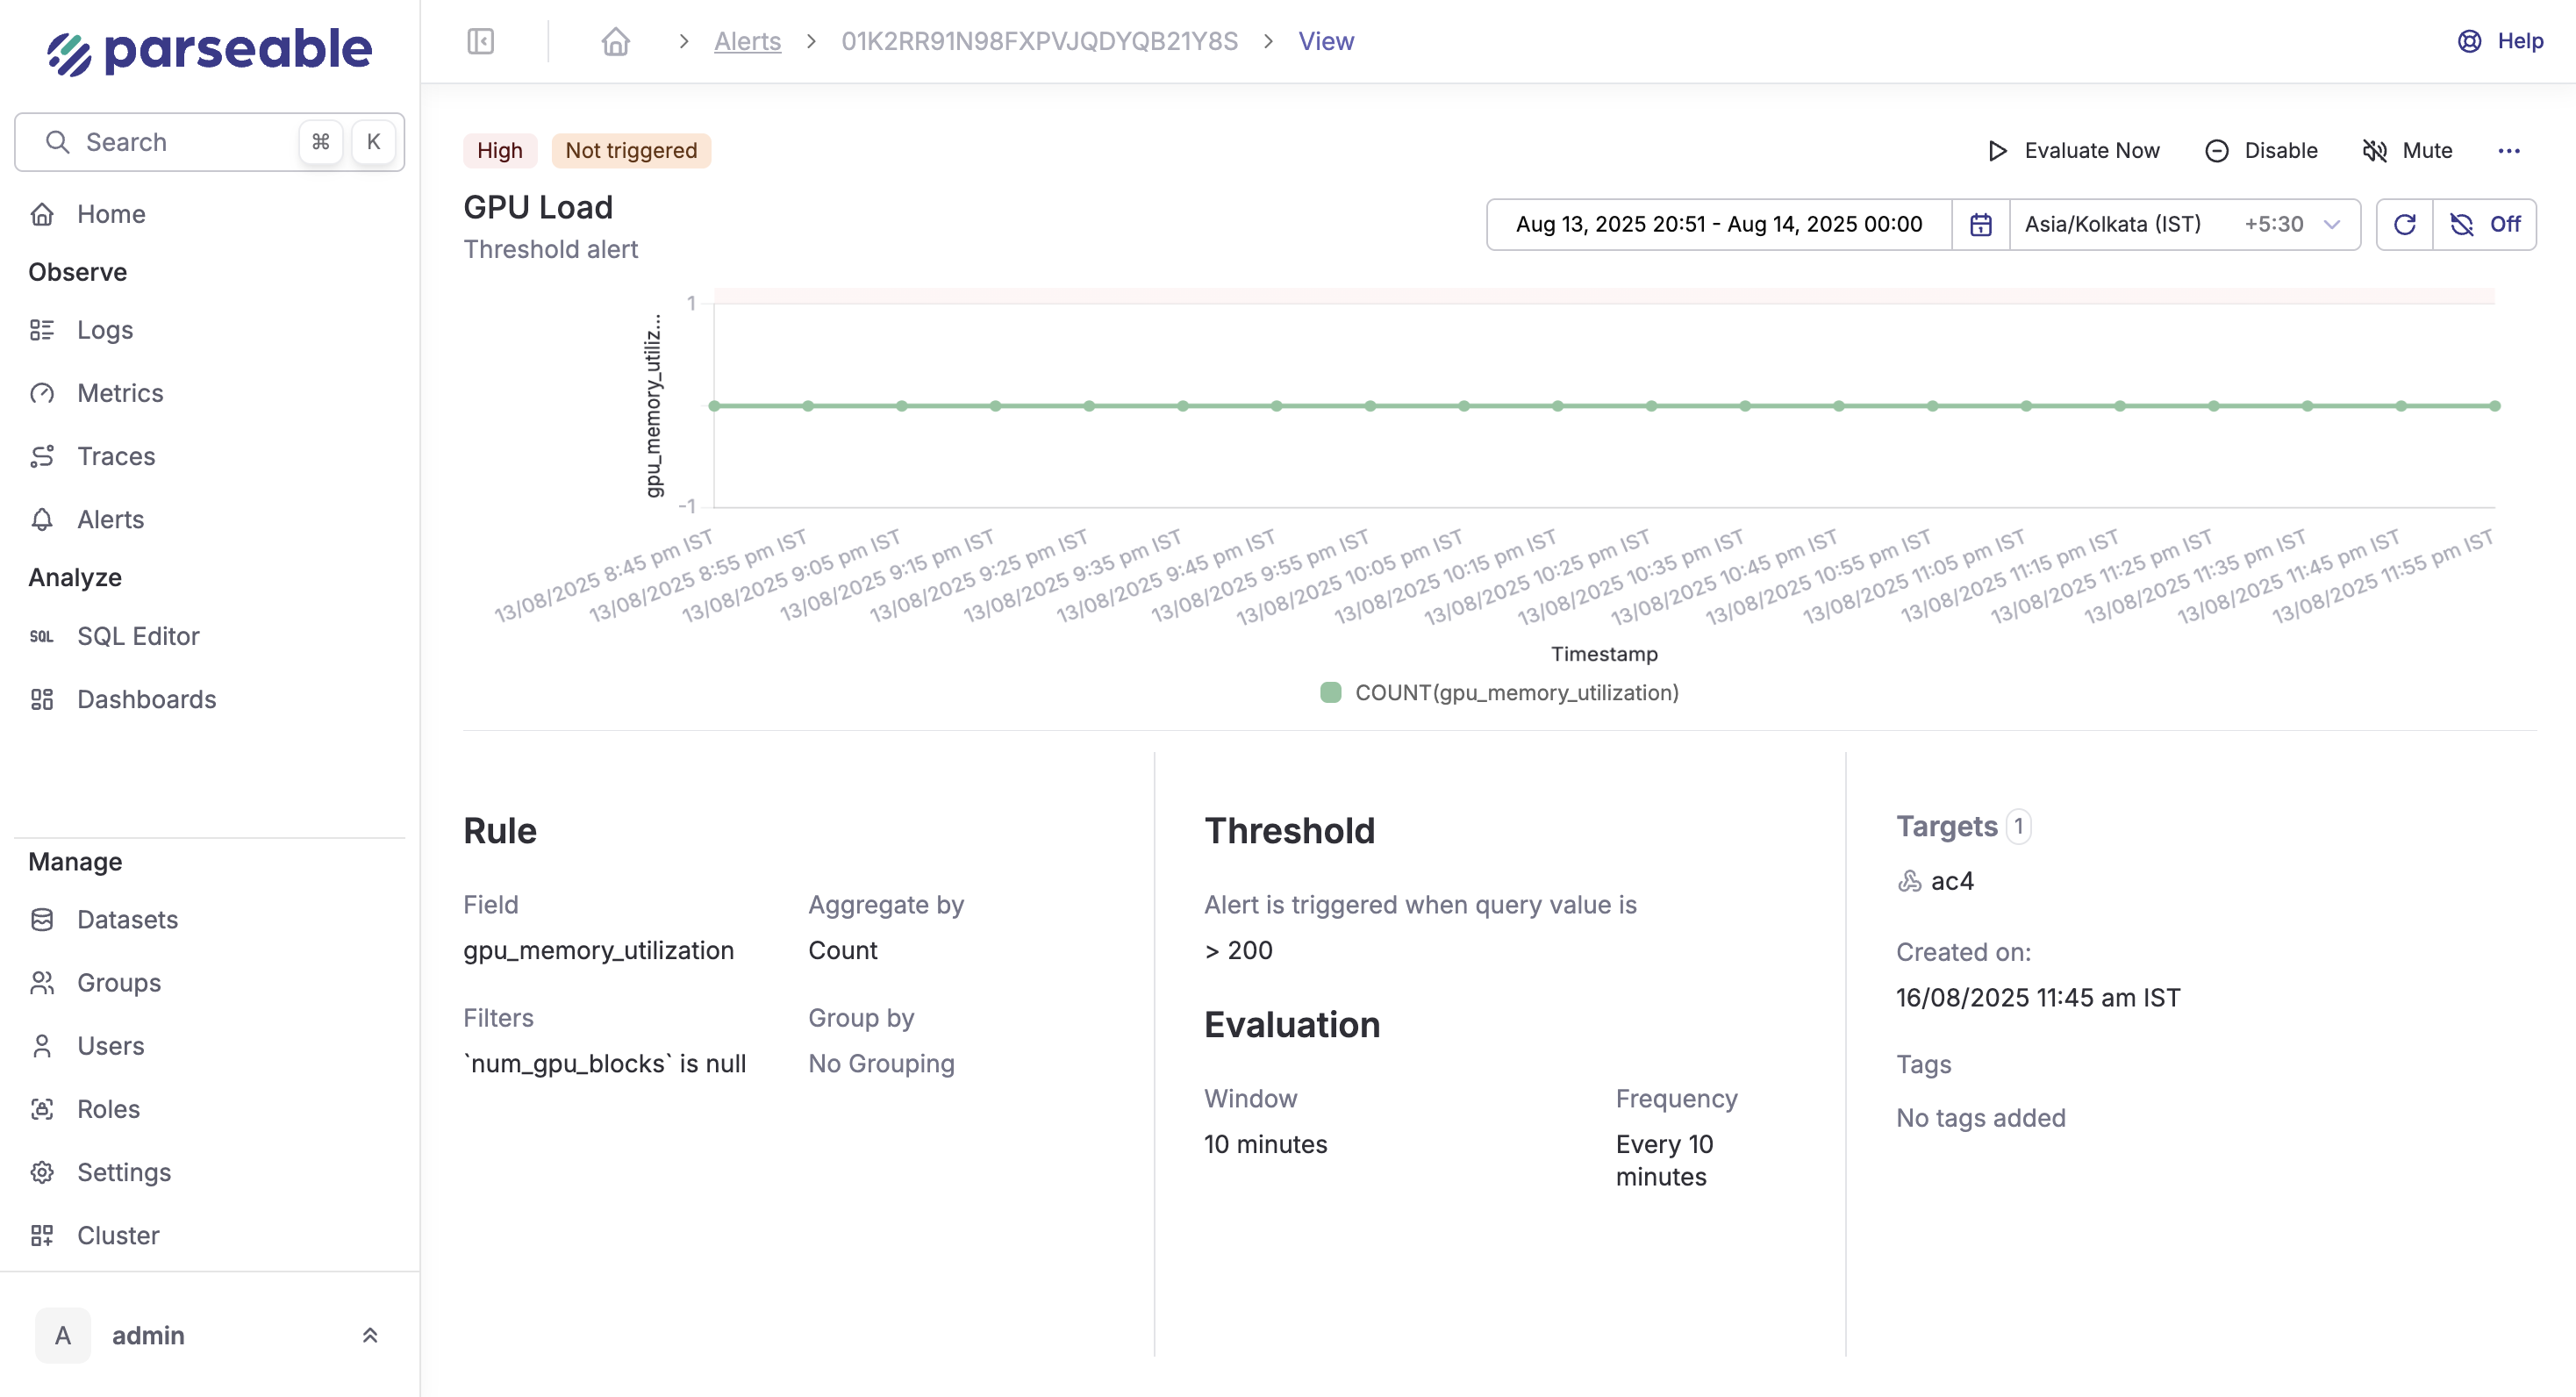 parseable
Search ⌘ K
Home
Observe
Logs
Metrics
Traces
Alerts
Analyze
SQL SQL Editor
Dashboards
Manage
Datasets
Groups
Users
Roles
Settings
Cluster
A admin
Alerts 01K2RR91N98FXPVJQDYQB21Y8S View
Help
High Not triggered
Evaluate Now Disable Mute
GPU Load
Threshold alert
Aug 13, 2025 20:51 - Aug 14, 2025 00:00
Asia/Kolkata (IST) +5:30
Off
gpu_memory_utiliz...
1
-1
13/08/2025 8:45 pm IST
13/08/2025 8:55 pm IST
13/08/2025 9:05 pm IST
13/08/2025 9:15 pm IST
13/08/2025 9:25 pm IST
13/08/2025 9:35 pm IST
13/08/2025 9:45 pm IST
13/08/2025 9:55 pm IST
13/08/2025 10:05 pm IST
13/08/2025 10:15 pm IST
13/08/2025 10:25 pm IST
13/08/2025 10:35 pm IST
13/08/2025 10:45 pm IST
13/08/2025 10:55 pm IST
13/08/2025 11:05 pm IST
13/08/2025 11:15 pm IST
13/08/2025 11:25 pm IST
13/08/2025 11:35 pm IST
13/08/2025 11:45 pm IST
13/08/2025 11:55 pm IST
Timestamp
COUNT(gpu_memory_utilization)
Rule
Field Aggregate by
gpu_memory_utilization Count
Filters Group by
`num_gpu_blocks` is null No Grouping
Threshold
Alert is triggered when query value is
> 200
Evaluation
Window Frequency
10 minutes Every 10
minutes
Targets 1
ac4
Created on:
16/08/2025 11:45 am IST
Tags
No tags added